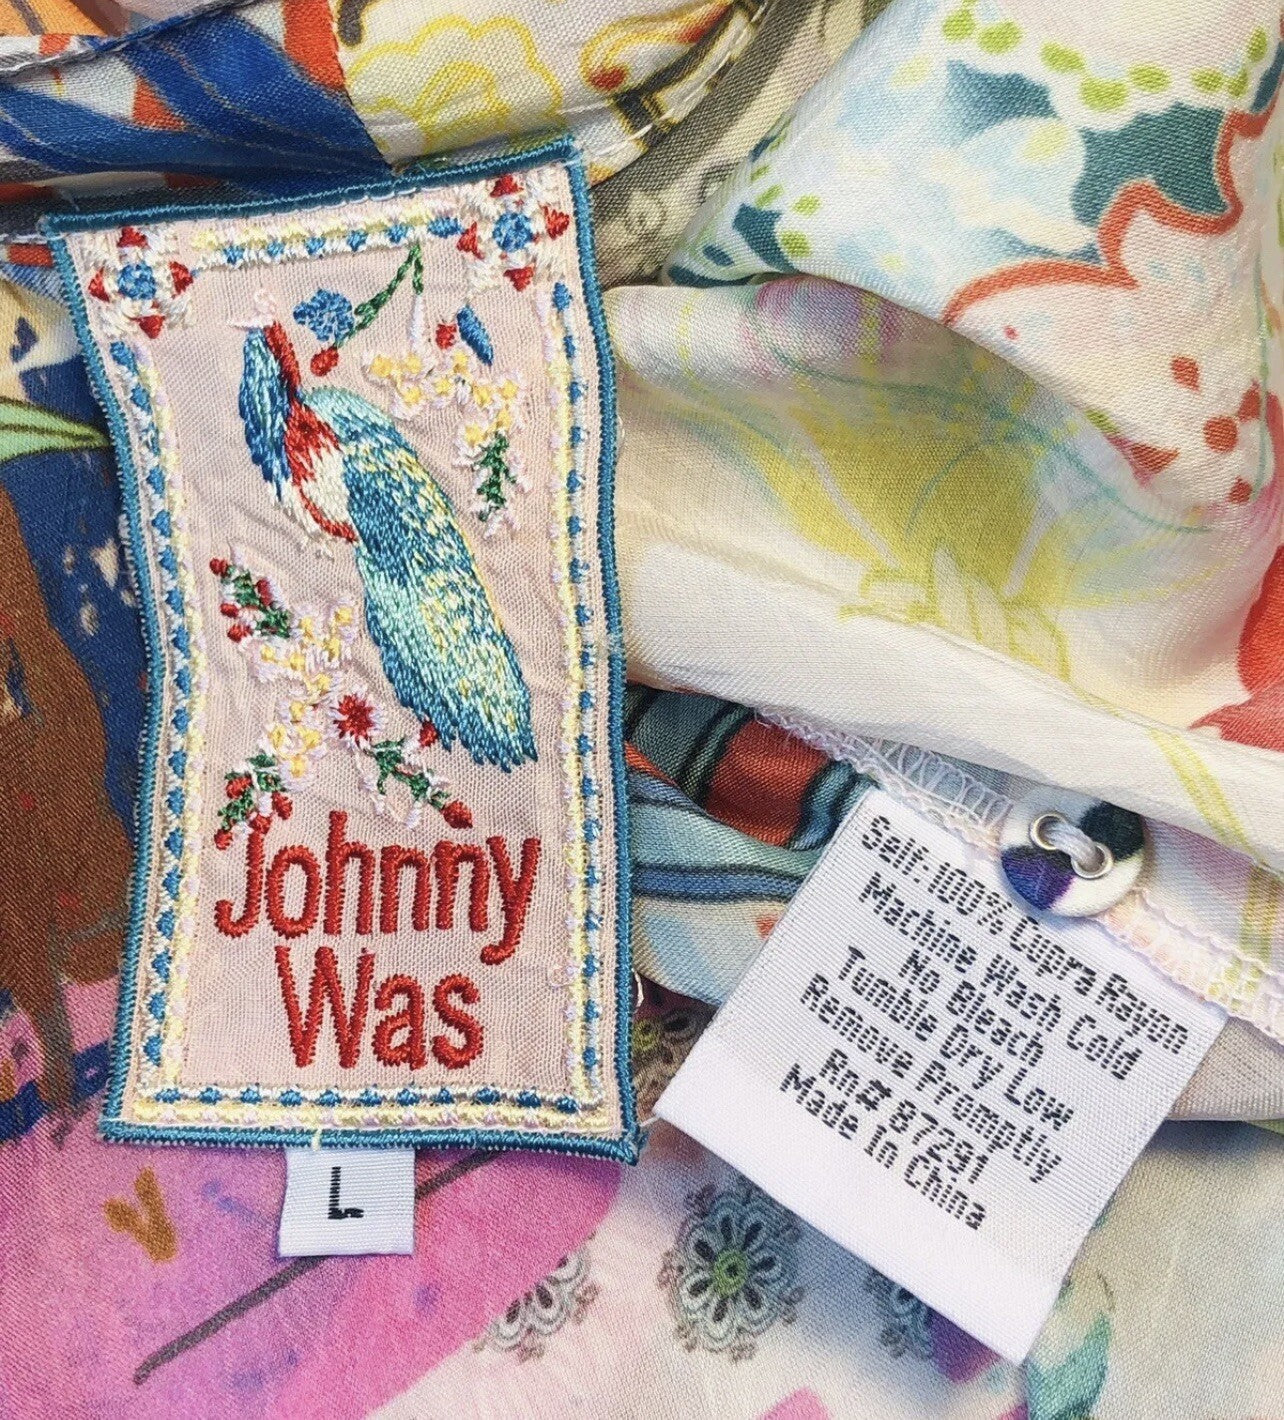 Johnny
Was
L
Self: 100% Cupra Rayon
Machine Wash Cold
No Bleach
Tumble Dry Low
Remove Promptly
Rn# 87291
Made In China